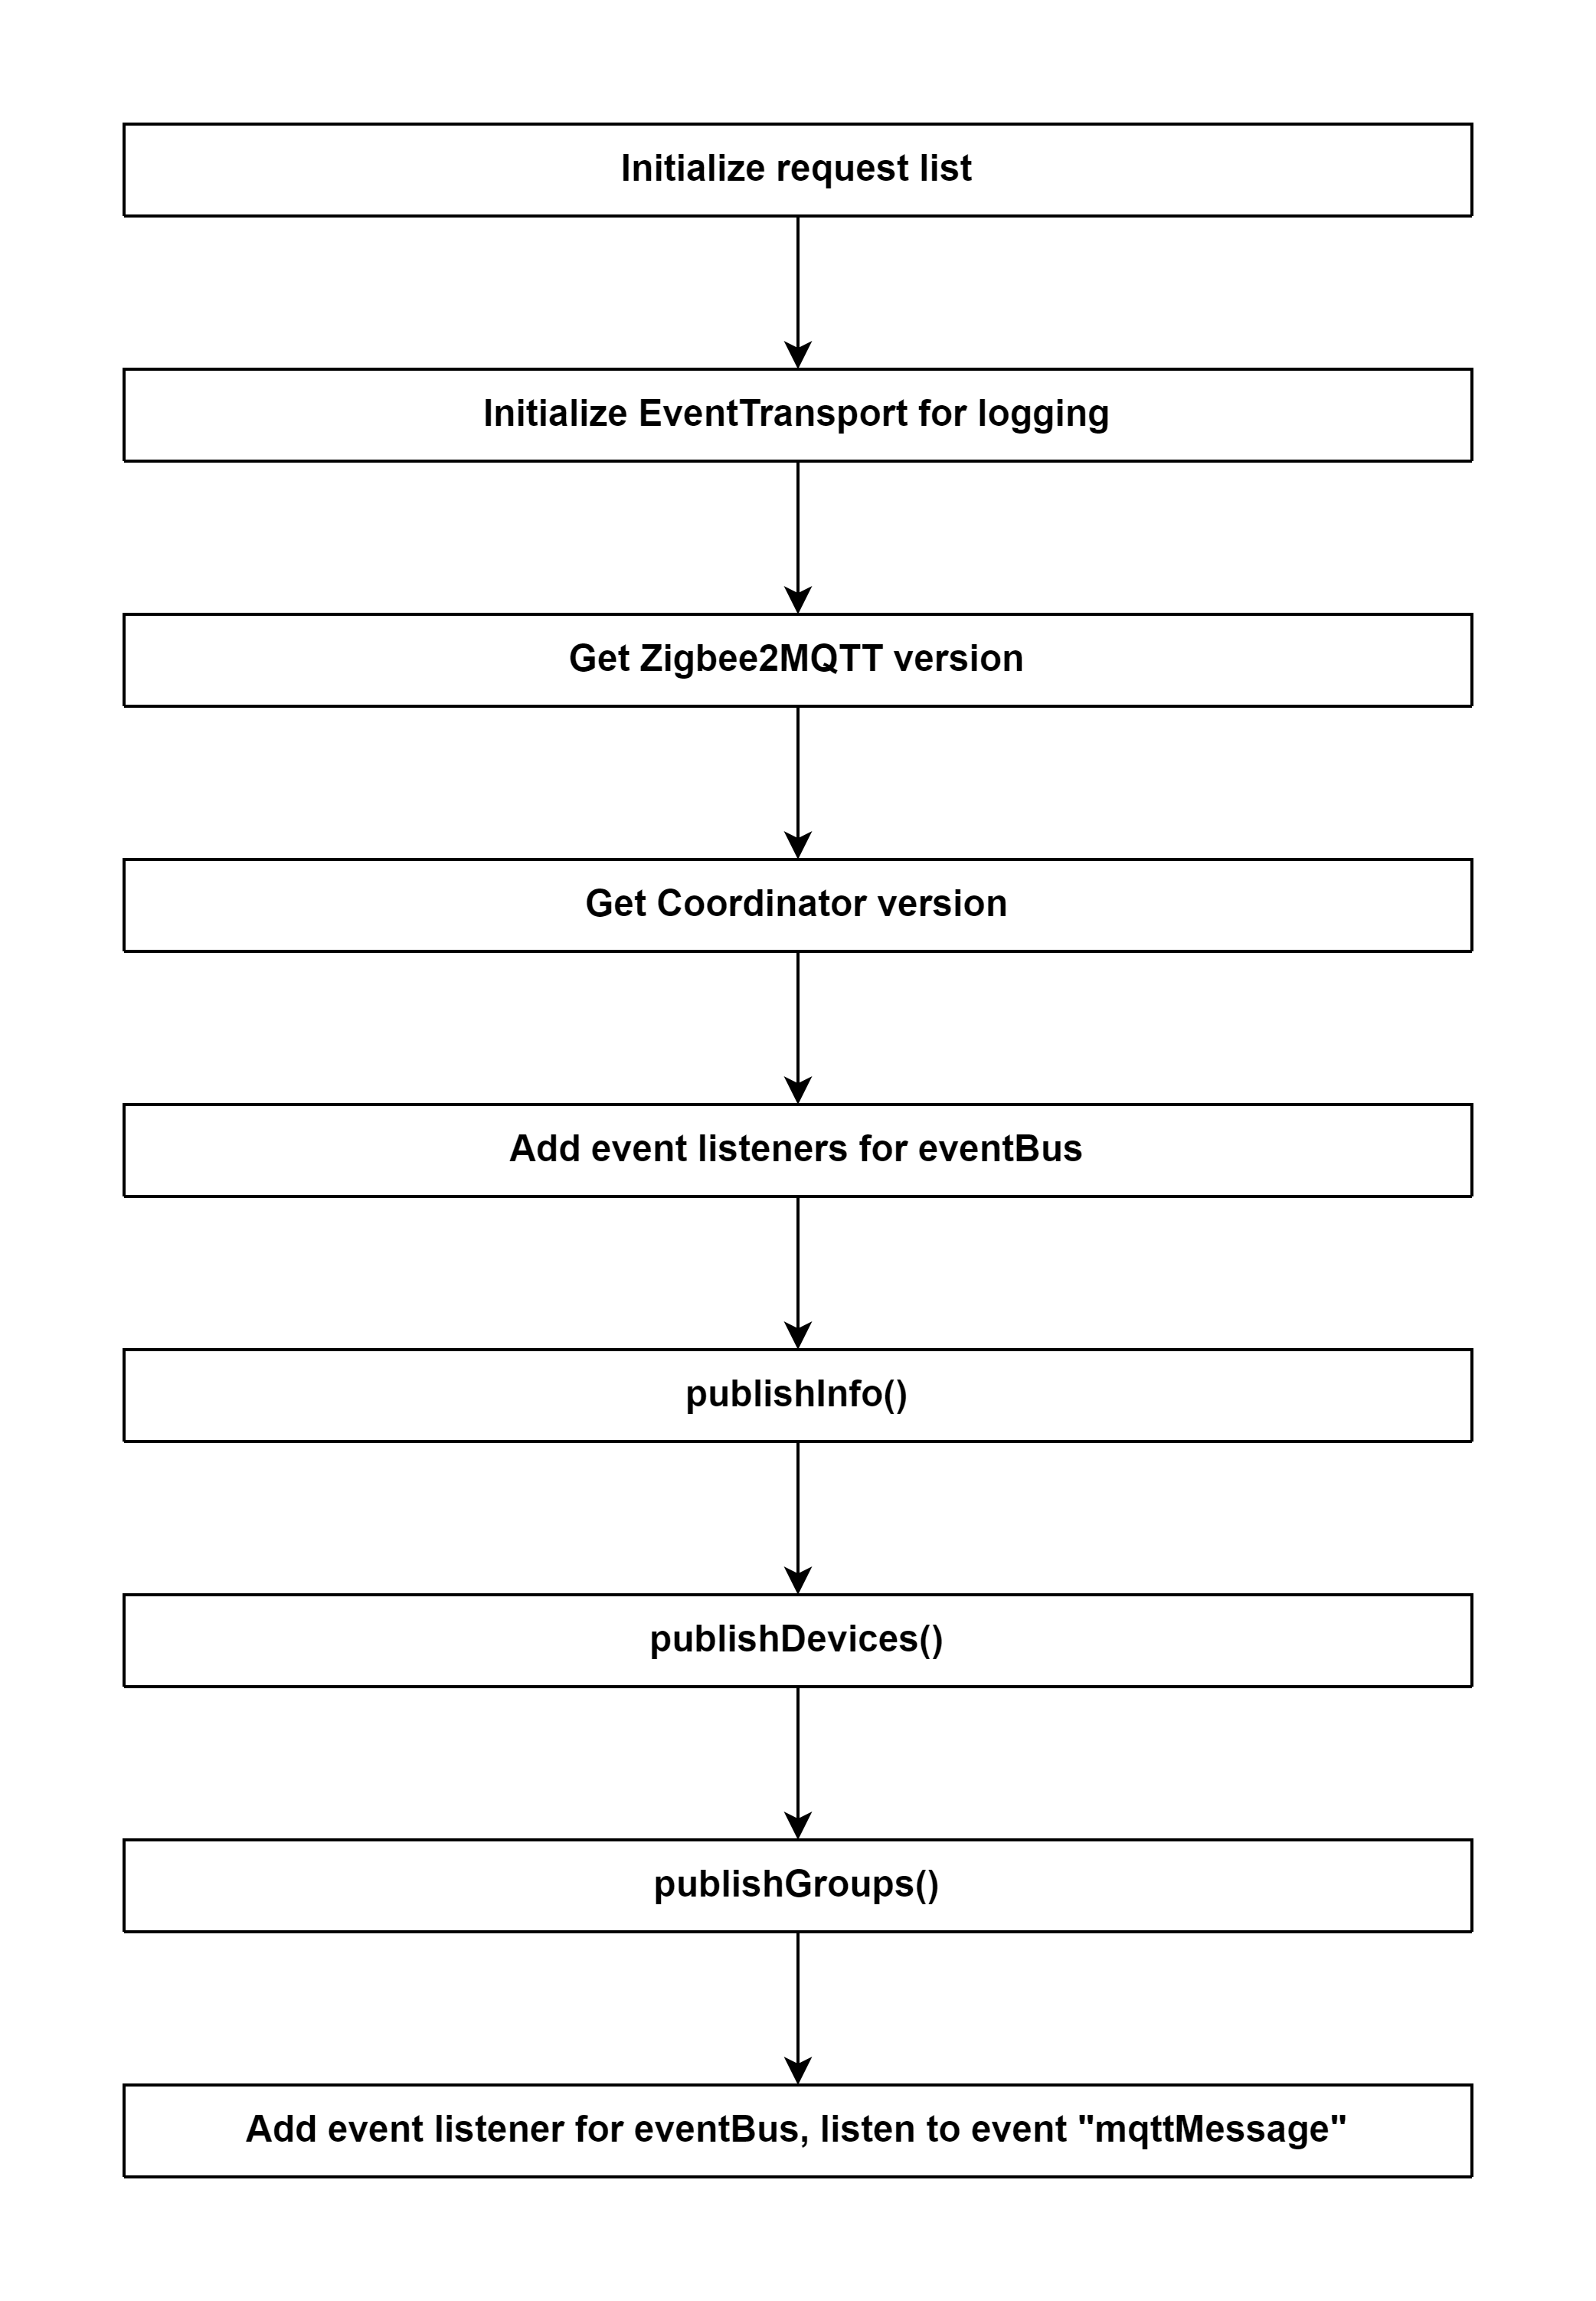 Initialize request list
Initialize EventTransport for logging
Get Zigbee2MQTT version
Get Coordinator version
Add event listeners for eventBus
publishInfo()
publishDevices()
publishGroups()
Add event listener for eventBus, listen to event "mqttMessage"